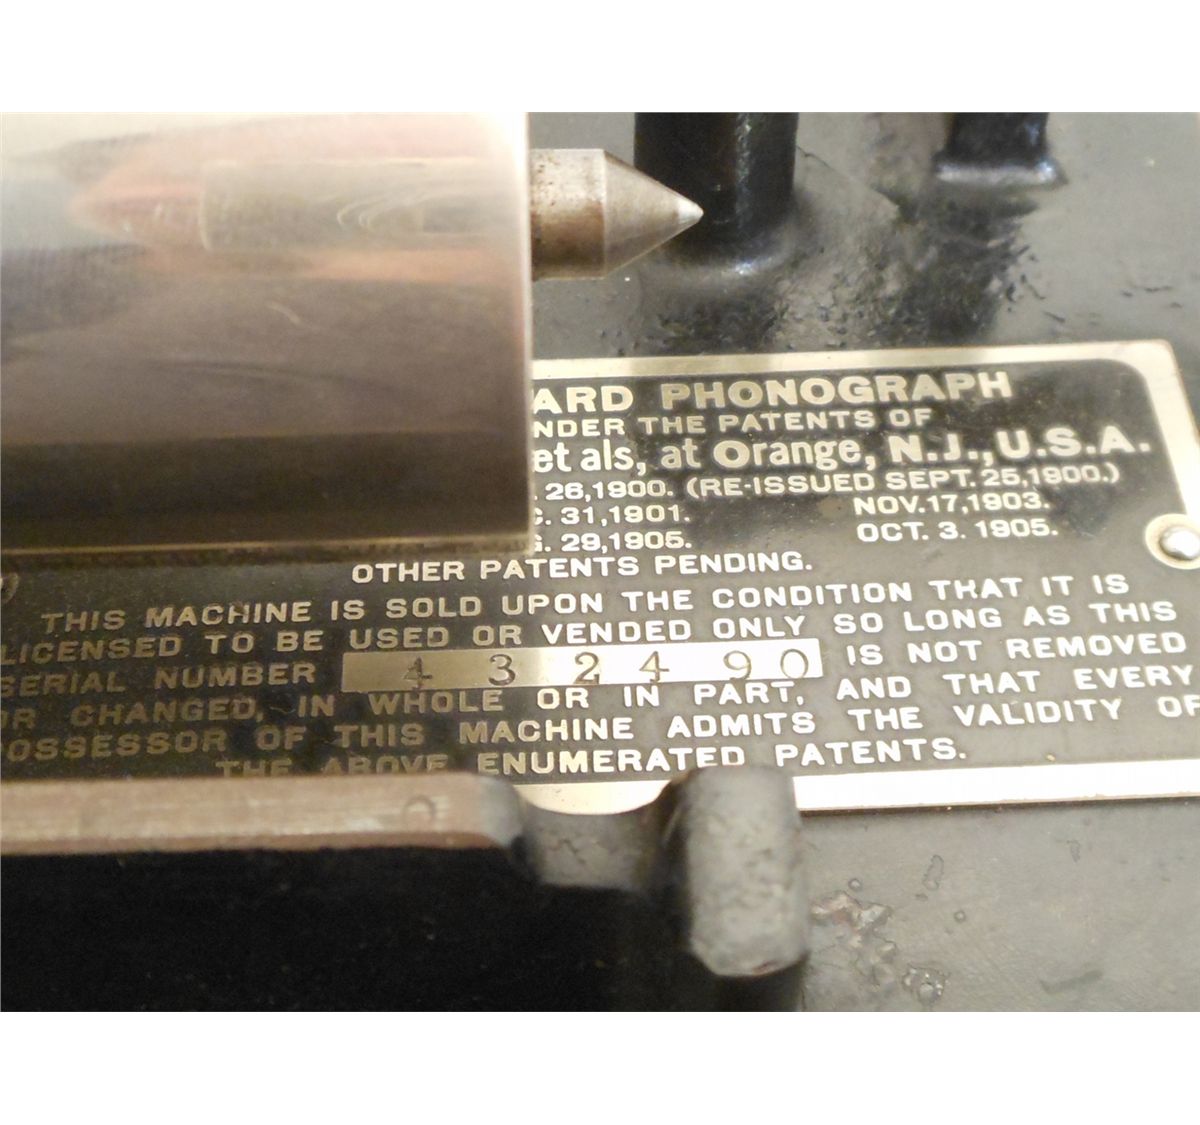 ARD PHONOGRAPH
NDER THE PATENTS OF
et als, at Orange, N.J., U.S.A.
. 26,1900. (RE-ISSUED SEPT. 25,1900.)
. 31,1901. NOV. 17, 1903.
. 29,1905. OCT. 3. 1905.
OTHER PATENTS PENDING.
THIS MACHINE IS SOLD UPON THE CONDITION THAT IT IS
LICENSED TO BE USED OR VENDED ONLY SO LONG AS THIS
SERIAL NUMBER 432490 IS NOT REMOVED
OR CHANGED, IN WHOLE OR IN PART, AND THAT EVERY
OSSESSOR OF THIS MACHINE ADMITS THE VALIDITY OF
THE ABOVE ENUMERATED PATENTS.